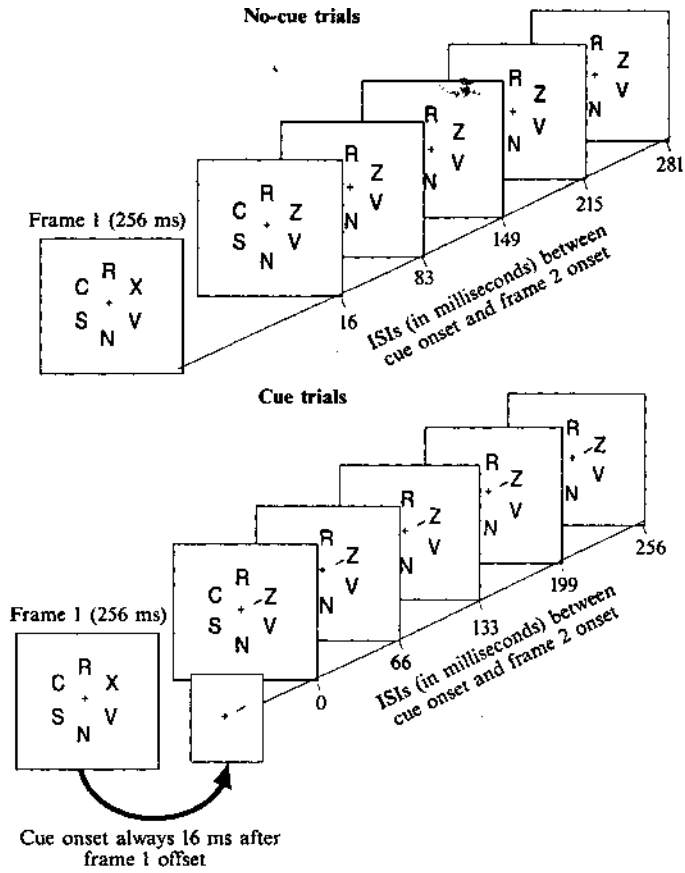 No-cue trials
R
Z
+
V
N
281
R
Z
+
V
N
215
R
Z
+
V
N
149
R
Z
+
V
N
83
C R Z
+
S N V
16
Frame 1 (256 ms)
C R X
+
S N V
ISIs (in milliseconds) between
cue onset and frame 2 onset
Cue trials
R
Z
+
V
N
256
R
Z
+
V
N
199
R
Z
+
V
N
133
R
Z
+
V
N
66
C R Z
+
S N V
0
Frame 1 (256 ms)
C R X
+
S N V
+
ISIs (in milliseconds) between
cue onset and frame 2 onset
Cue onset always 16 ms after
frame 1 offset